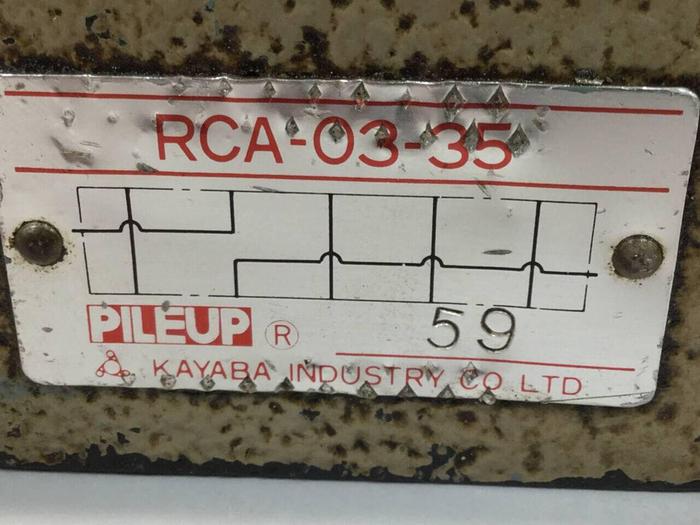 RCA-03-35
PILEUP ®
59
KAYABA INDUSTRY CO LTD